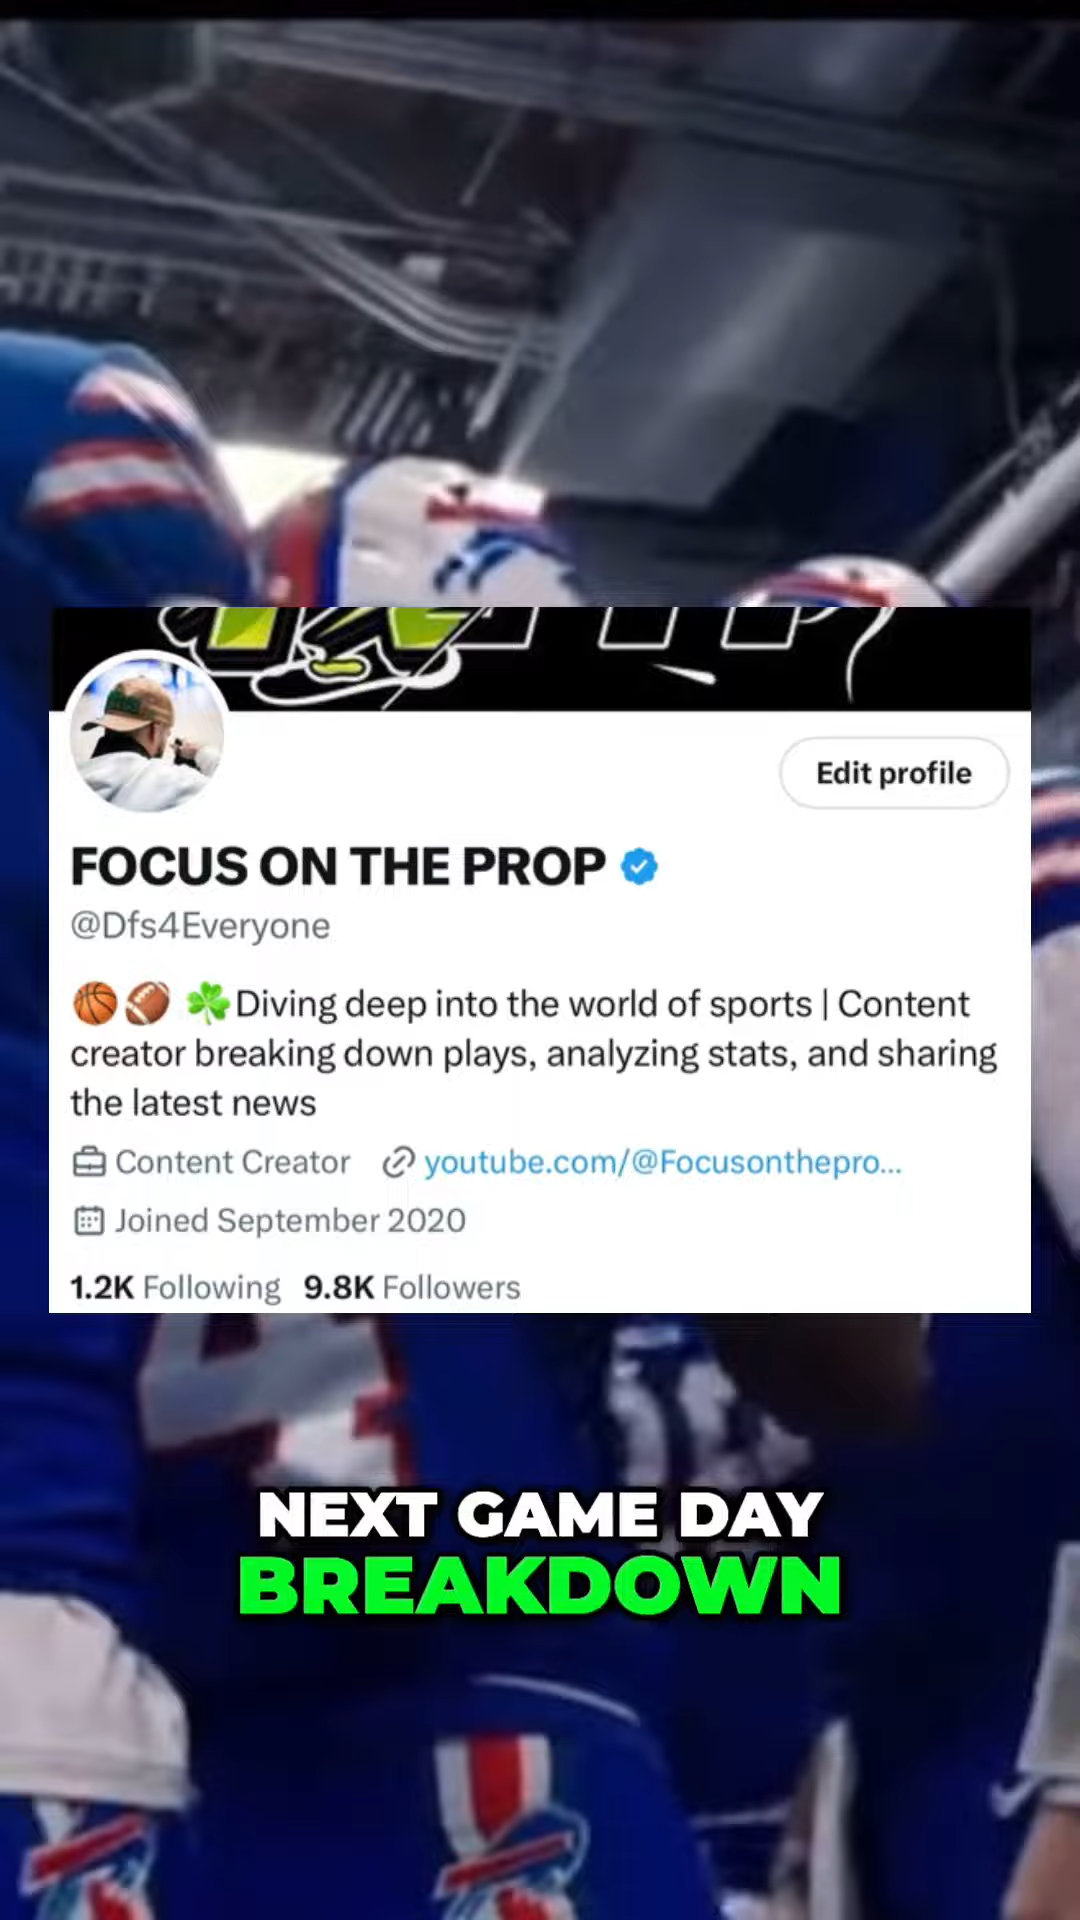 Edit profile
FOCUS ON THE PROP
@Dfs4Everyone
🏀🏈 ☘️Diving deep into the world of sports | Content
creator breaking down plays, analyzing stats, and sharing
the latest news
Content Creator youtube.com/@Focusonthepro...
Joined September 2020
1.2K Following 9.8K Followers
4
NEXT GAME DAY
BREAKDOWN